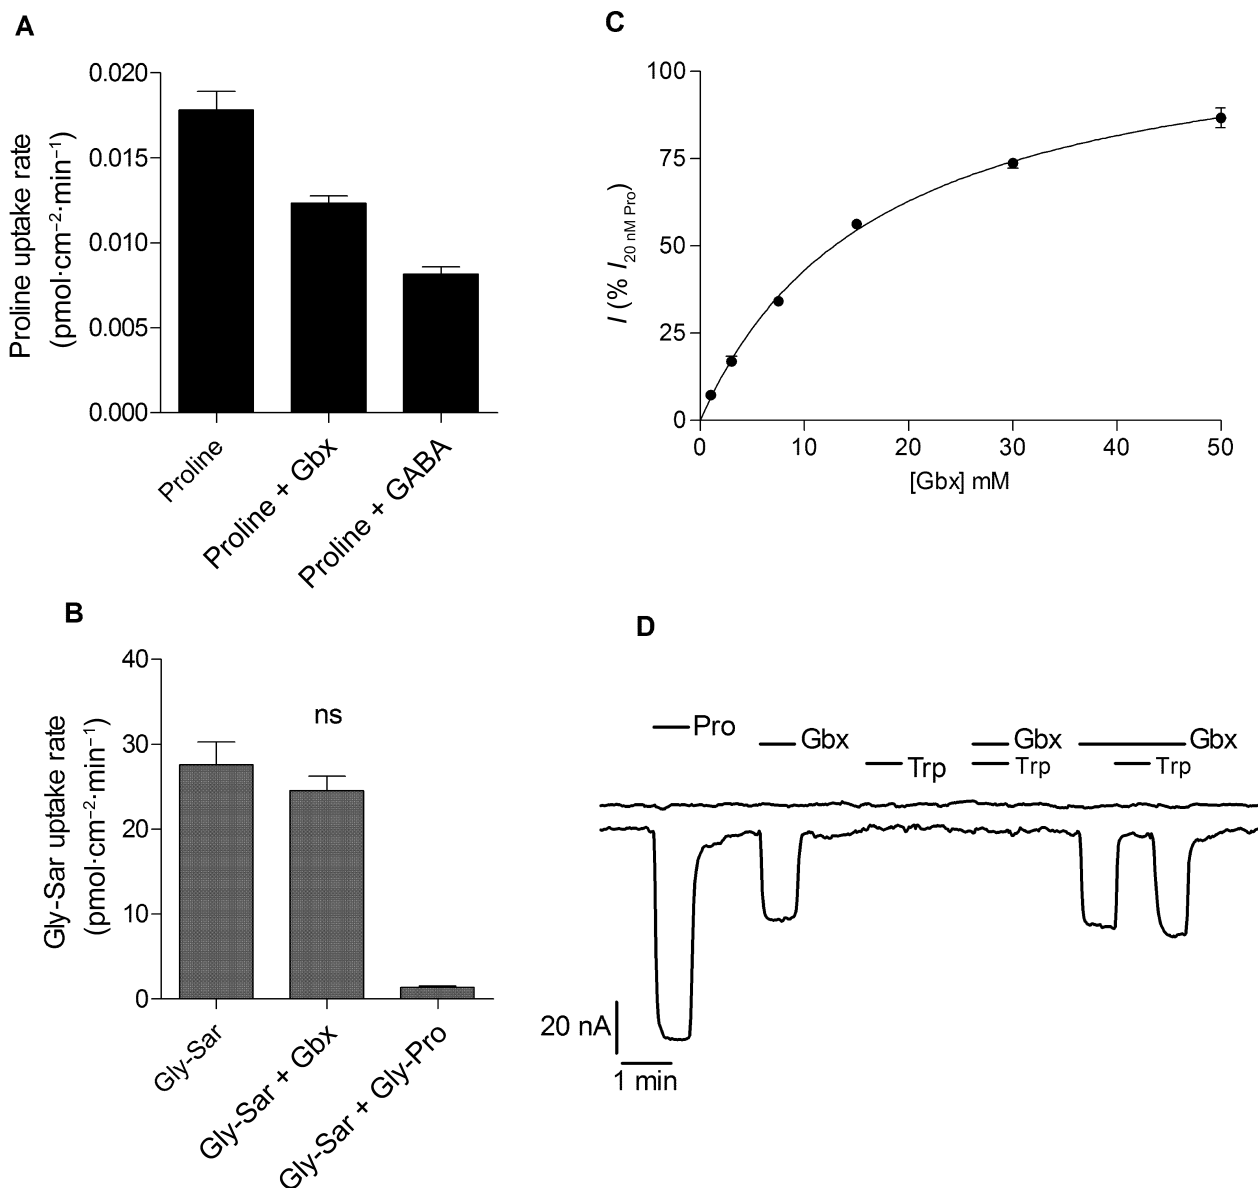 A
Proline uptake rate
(pmol·cm⁻²·min⁻¹)
0.020
0.015
0.010
0.005
0.000
Proline
Proline + Gbx
Proline + GABA
C
I (% I20 nM Pro)
100
75
50
25
0
0 10 20 30 40 50
[Gbx] mM
B
Gly-Sar uptake rate
(pmol·cm⁻²·min⁻¹)
40
30
20
10
0
ns
Gly-Sar
Gly-Sar + Gbx
Gly-Sar + Gly-Pro
D
Pro
Gbx Gbx Gbx
Trp Trp Trp
20 nA
1 min